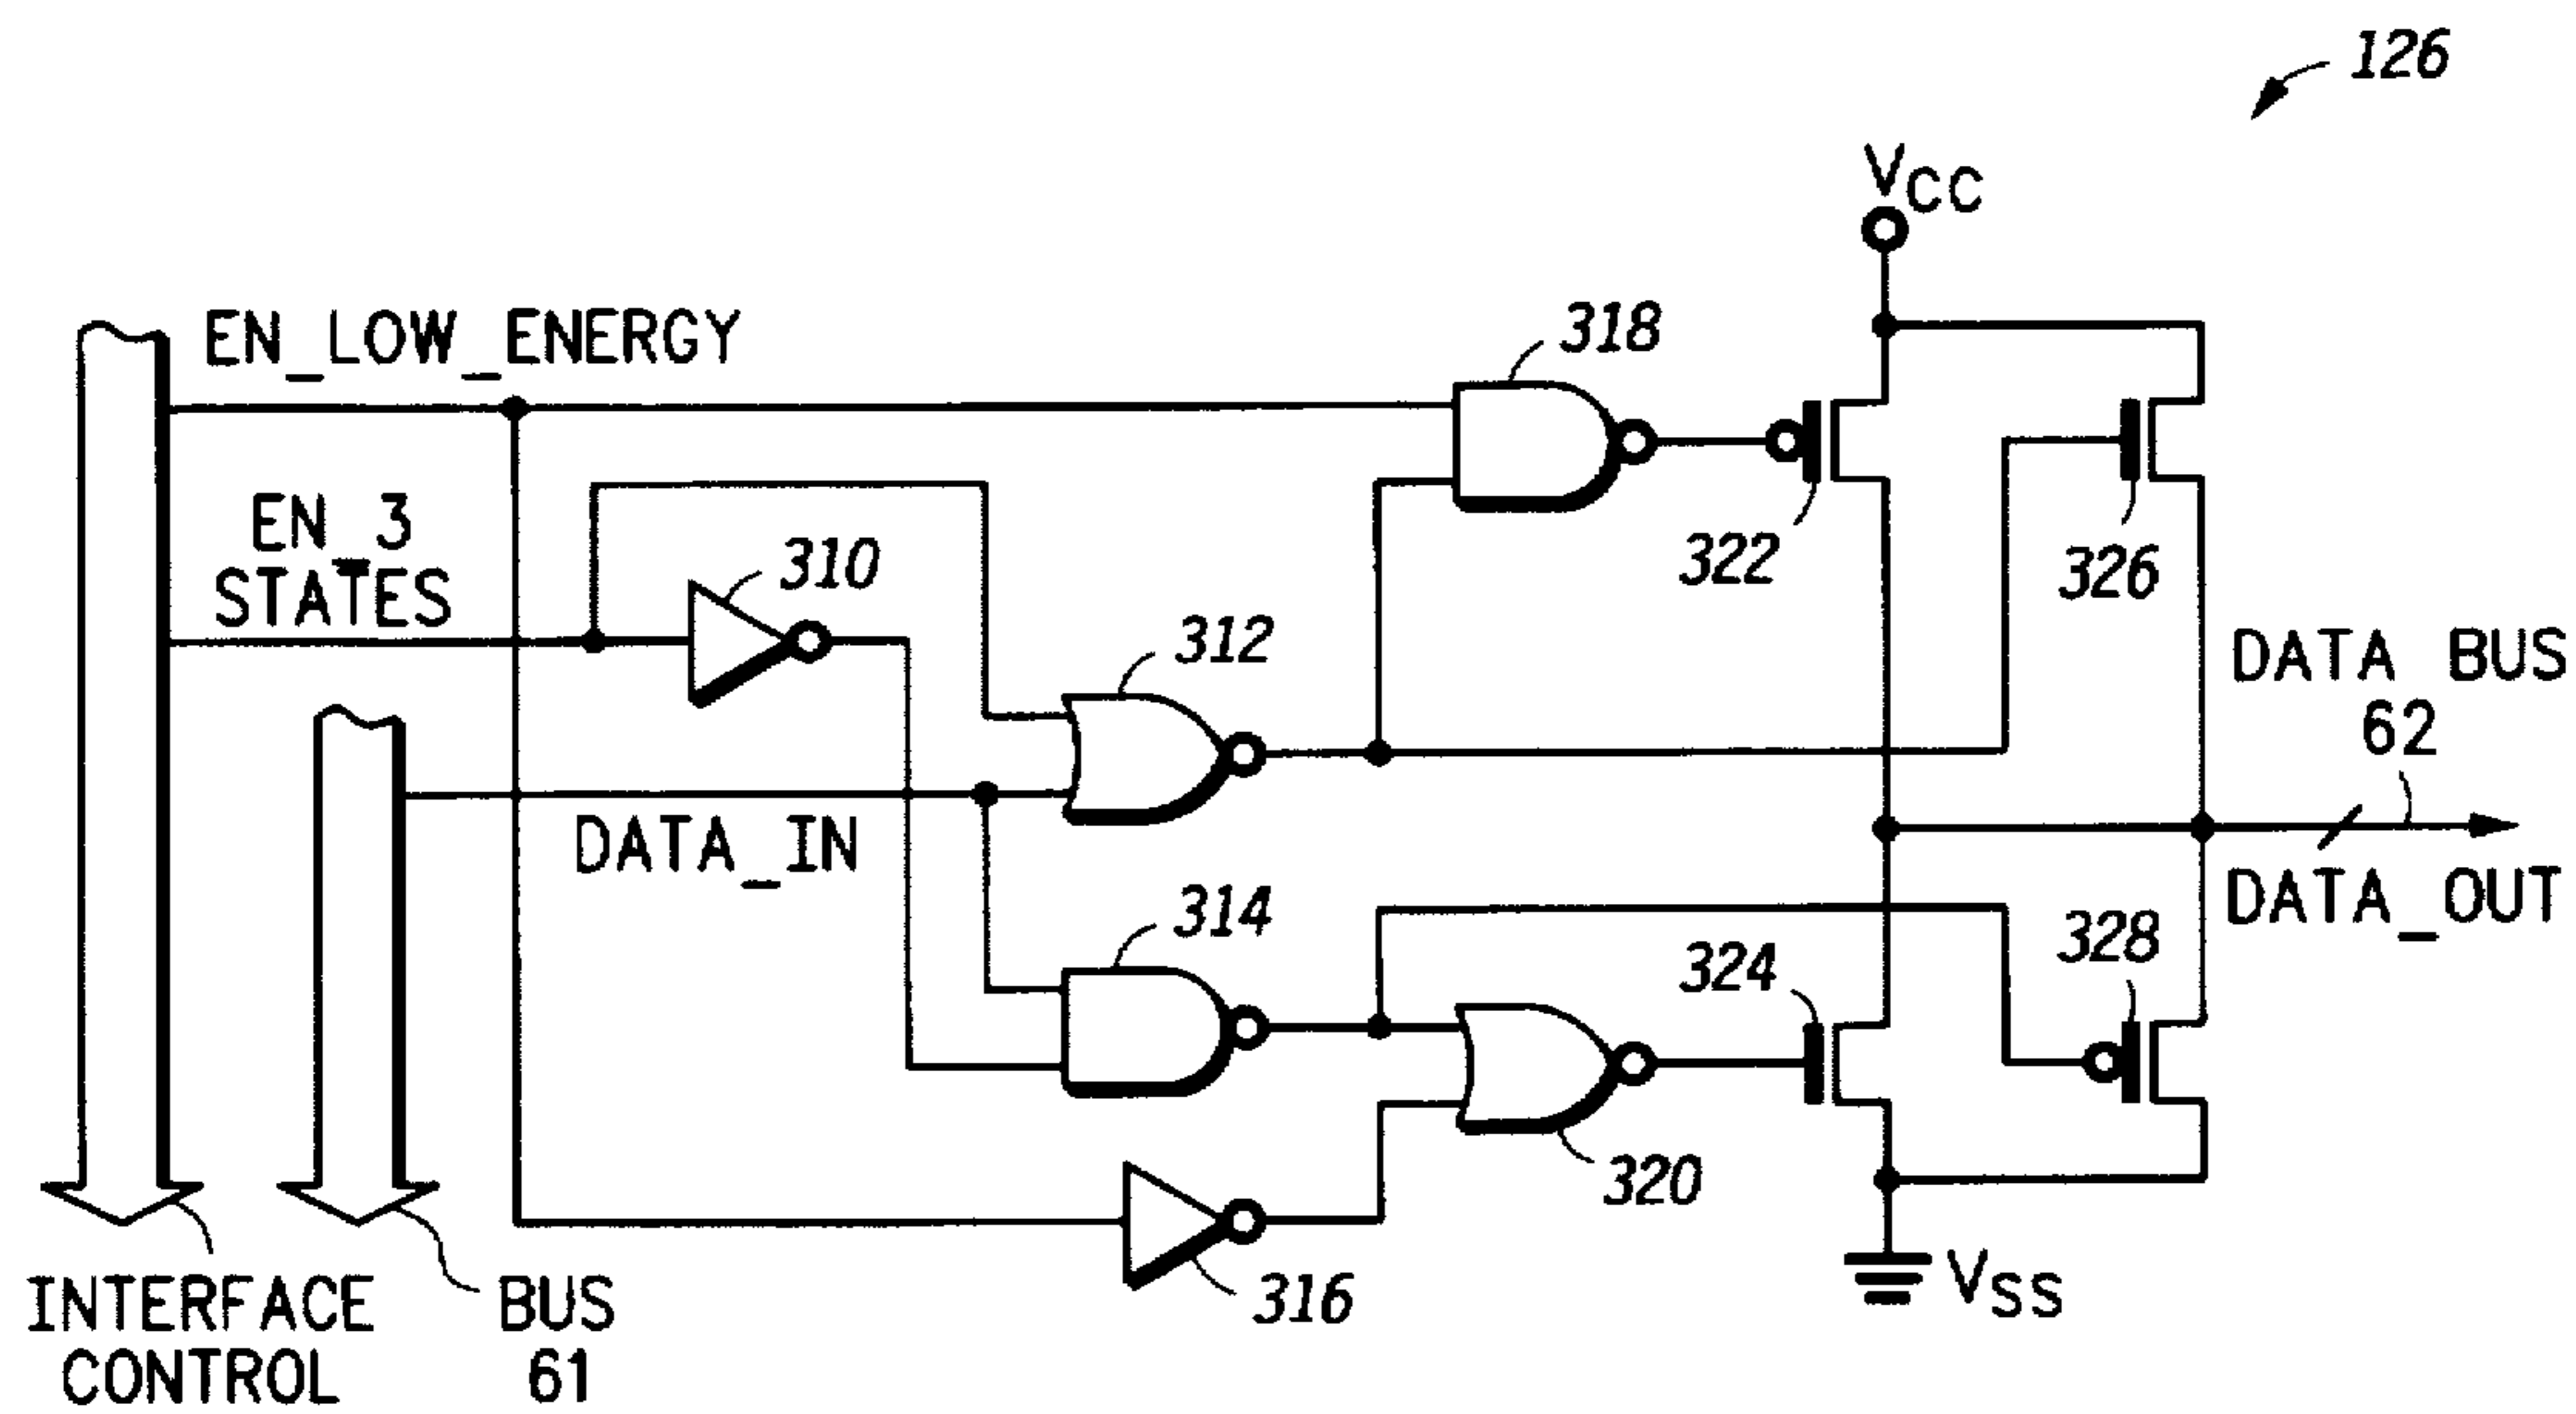 126
VCC
EN_LOW_ENERGY
318
EN_3
STATES
310
322
326
312
DATA BUS
62
DATA_IN
DATA_OUT
314
324
328
320
316
VSS
INTERFACE
CONTROL
BUS
61